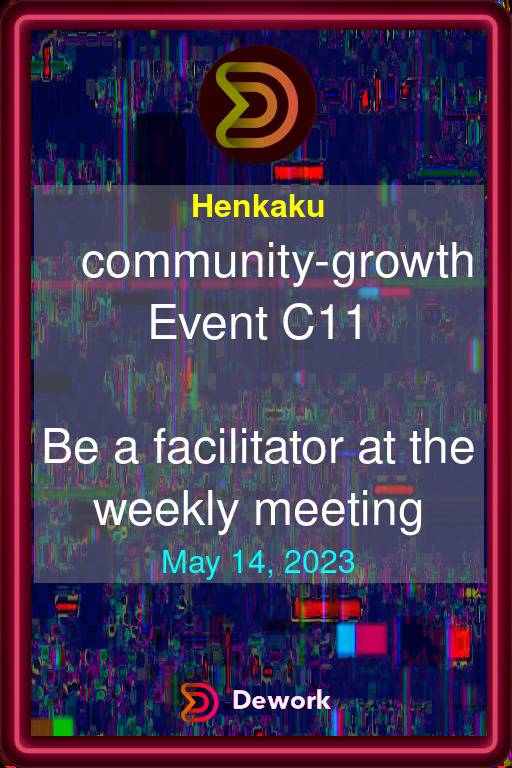 Henkaku
community-growth
Event C11
Be a facilitator at the
weekly meeting
May 14, 2023
Dework